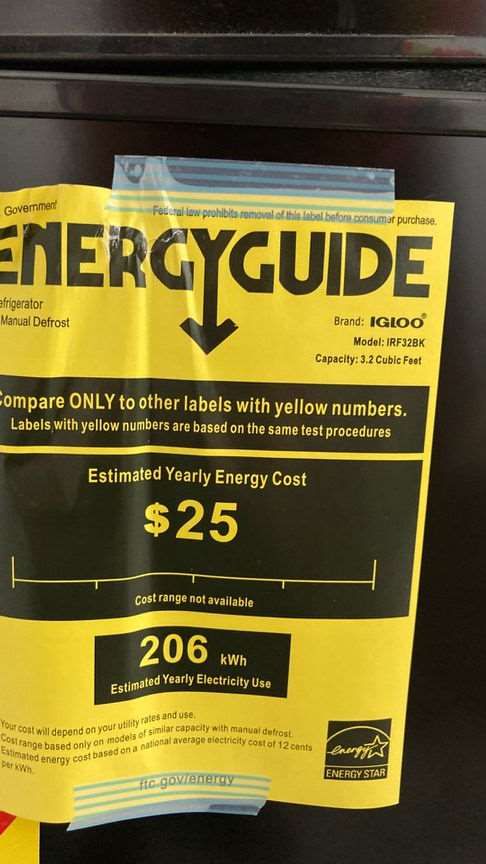 Government
Federal law prohibits removal of this label before consumer purchase.
ENERGYGUIDE
efrigerator
Manual Defrost
Brand: IGLOO®
Model: IRF32BK
Capacity: 3.2 Cubic Feet
Compare ONLY to other labels with yellow numbers.
Labels with yellow numbers are based on the same test procedures
Estimated Yearly Energy Cost
$25
Cost range not available
206 kWh
Estimated Yearly Electricity Use
Your cost will depend on your utility rates and use.
Cost range based only on models of similar capacity with manual defrost.
Estimated energy cost based on a national average electricity cost of 12 cents
per kWh.
ftc.gov/energy
energy
ENERGY STAR